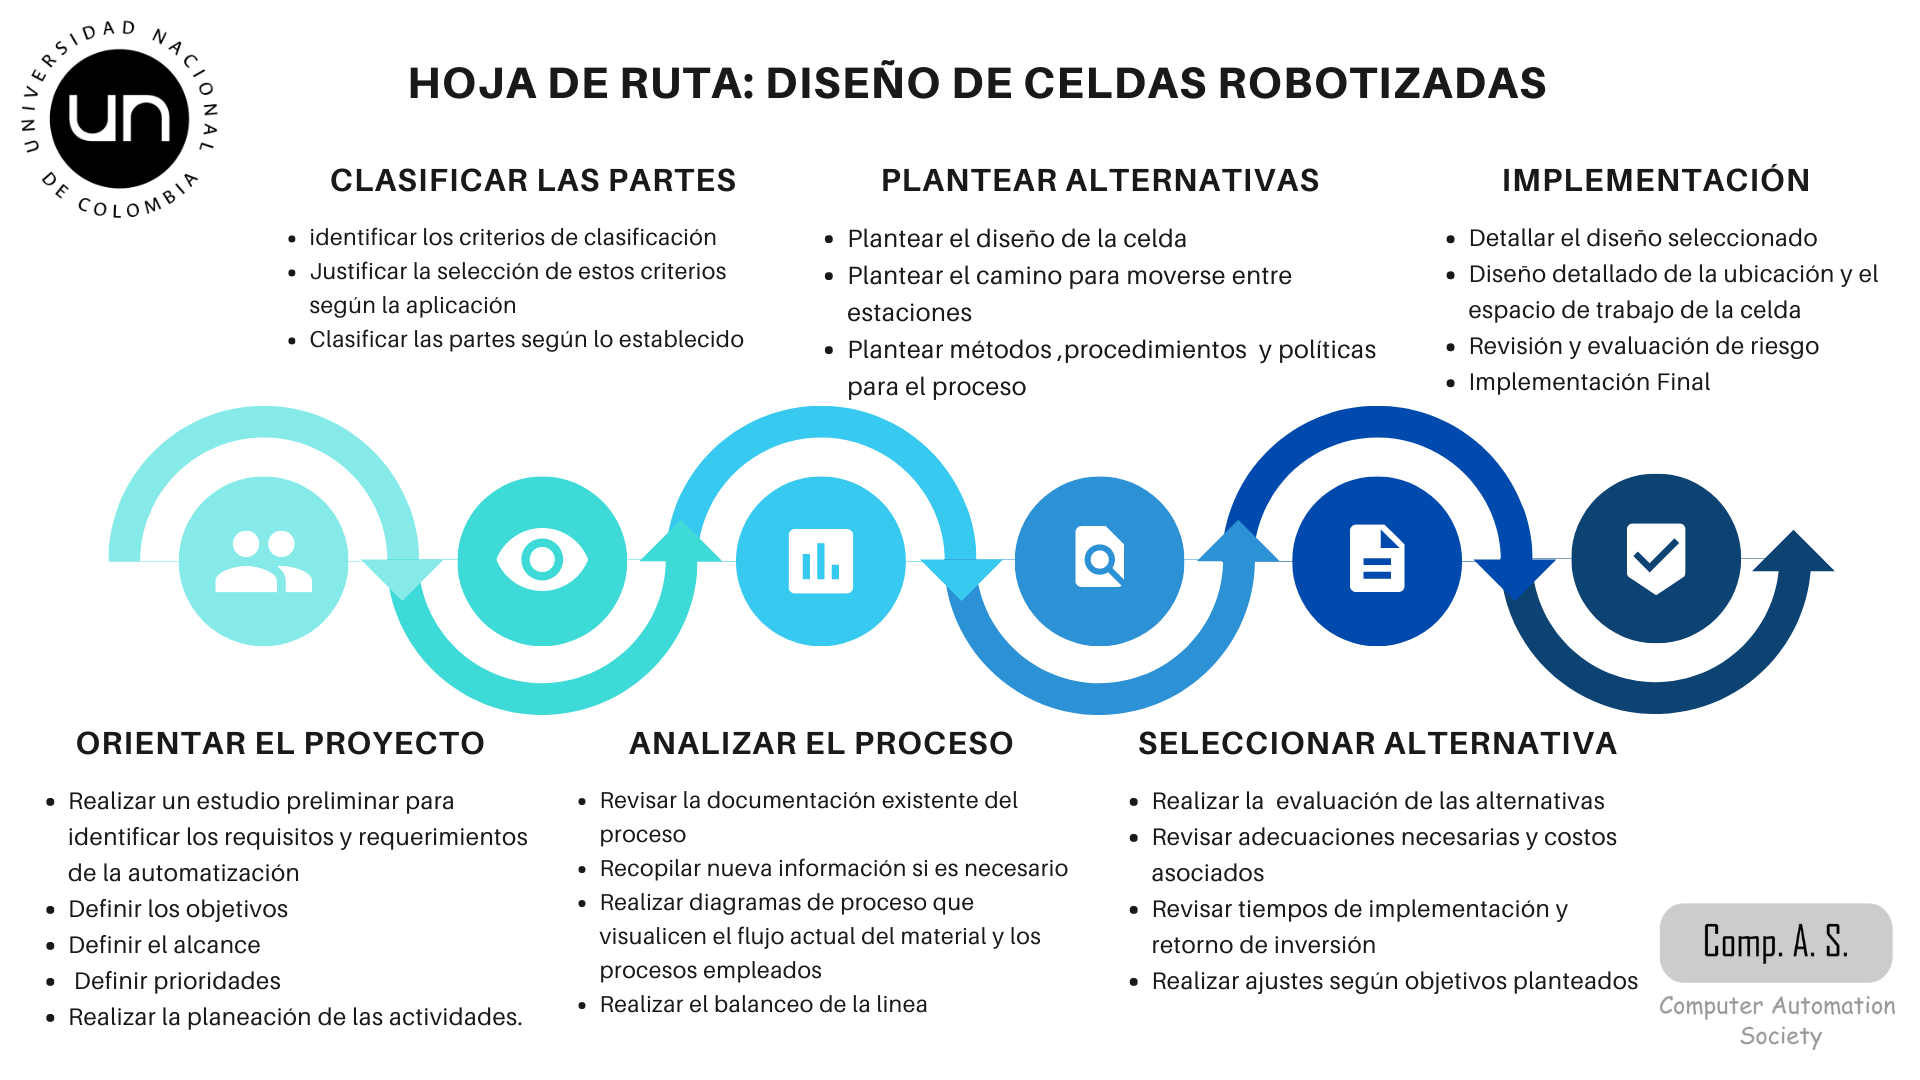 UNIVERSIDAD NACIONAL
DE COLOMBIA
un
HOJA DE RUTA: DISEÑO DE CELDAS ROBOTIZADAS
CLASIFICAR LAS PARTES
• identificar los criterios de clasificación
• Justificar la selección de estos criterios
según la aplicación
• Clasificar las partes según lo establecido
PLANTEAR ALTERNATIVAS
• Plantear el diseño de la celda
• Plantear el camino para moverse entre
estaciones
• Plantear métodos ,procedimientos  y políticas
para el proceso
IMPLEMENTACIÓN
• Detallar el diseño seleccionado
• Diseño detallado de la ubicación y el
espacio de trabajo de la celda
• Revisión y evaluación de riesgo
• Implementación Final
ORIENTAR EL PROYECTO
• Realizar un estudio preliminar para
identificar los requisitos y requerimientos
de la automatización
• Definir los objetivos
• Definir el alcance
•  Definir prioridades
• Realizar la planeación de las actividades.
ANALIZAR EL PROCESO
• Revisar la documentación existente del
proceso
• Recopilar nueva información si es necesario
• Realizar diagramas de proceso que
visualicen el flujo actual del material y los
procesos empleados
• Realizar el balanceo de la linea
SELECCIONAR ALTERNATIVA
• Realizar la  evaluación de las alternativas
• Revisar adecuaciones necesarias y costos
asociados
• Revisar tiempos de implementación y
retorno de inversión
• Realizar ajustes según objetivos planteados
Comp. A. S.
Computer Automation
Society